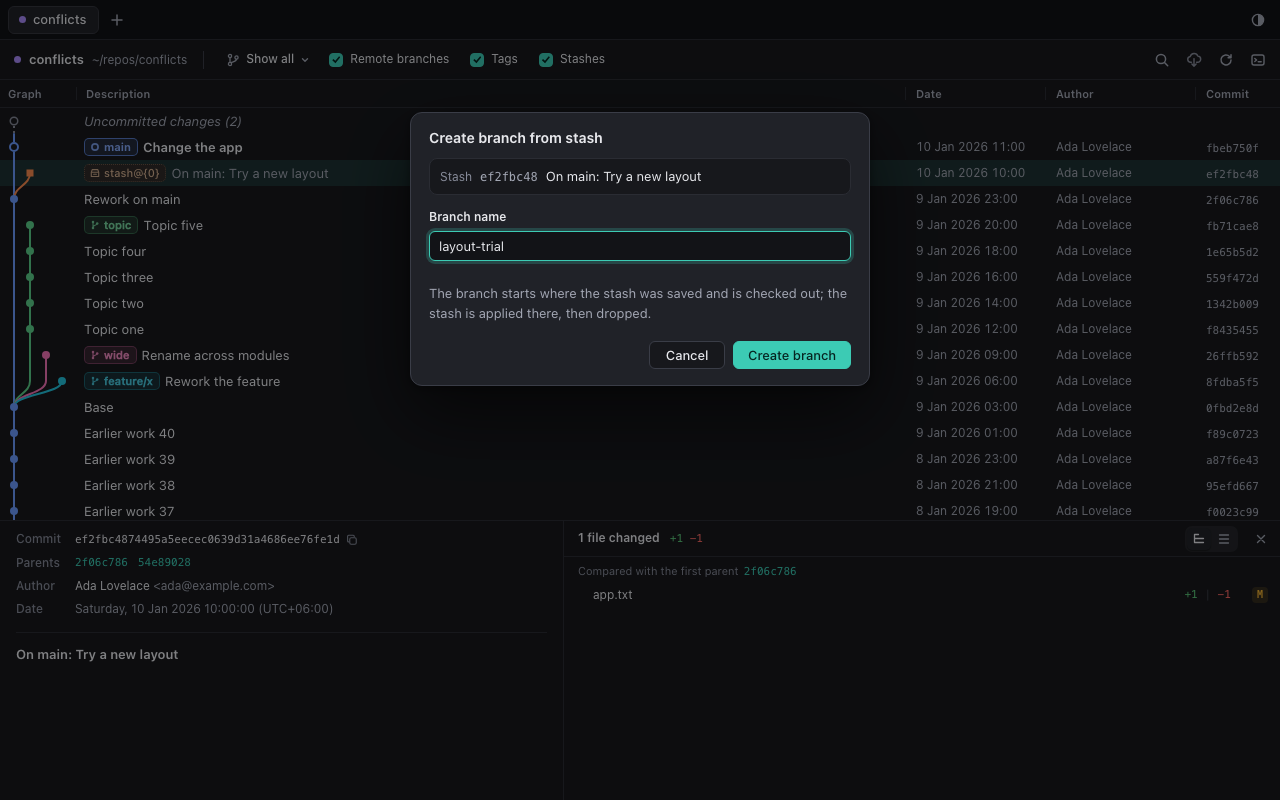 conflicts
conflicts ~/repos/conflicts Show all Remote branches Tags Stashes
Graph Description Date Author Commit
Uncommitted changes (2)
main Change the app 10 Jan 2026 11:00 Ada Lovelace fbeb750f
stash@{0} On main: Try a new layout 10 Jan 2026 10:00 Ada Lovelace ef2fbc48
Rework on main 9 Jan 2026 23:00 Ada Lovelace 2f06c786
topic Topic five 9 Jan 2026 20:00 Ada Lovelace fb71cae8
Topic four 9 Jan 2026 18:00 Ada Lovelace 1e65b5d2
Topic three 9 Jan 2026 16:00 Ada Lovelace 559f472d
Topic two 9 Jan 2026 14:00 Ada Lovelace 1342b009
Topic one 9 Jan 2026 12:00 Ada Lovelace f8435455
wide Rename across modules 9 Jan 2026 09:00 Ada Lovelace 26ffb592
feature/x Rework the feature 9 Jan 2026 06:00 Ada Lovelace 8fdba5f5
Base 9 Jan 2026 03:00 Ada Lovelace 0fbd2e8d
Earlier work 40 9 Jan 2026 01:00 Ada Lovelace f89c0723
Earlier work 39 8 Jan 2026 23:00 Ada Lovelace a87f6e43
Earlier work 38 8 Jan 2026 21:00 Ada Lovelace 95efd667
Earlier work 37 8 Jan 2026 19:00 Ada Lovelace f0023c99
Create branch from stash
Stash ef2fbc48 On main: Try a new layout
Branch name
layout-trial
The branch starts where the stash was saved and is checked out; the
stash is applied there, then dropped.
Cancel Create branch
Commit ef2fbc4874495a5eecec0639d31a4686ee76fe1d
Parents 2f06c786 54e89028
Author Ada Lovelace <ada@example.com>
Date Saturday, 10 Jan 2026 10:00:00 (UTC+06:00)
On main: Try a new layout
1 file changed +1 −1
Compared with the first parent 2f06c786
app.txt +1 −1 M